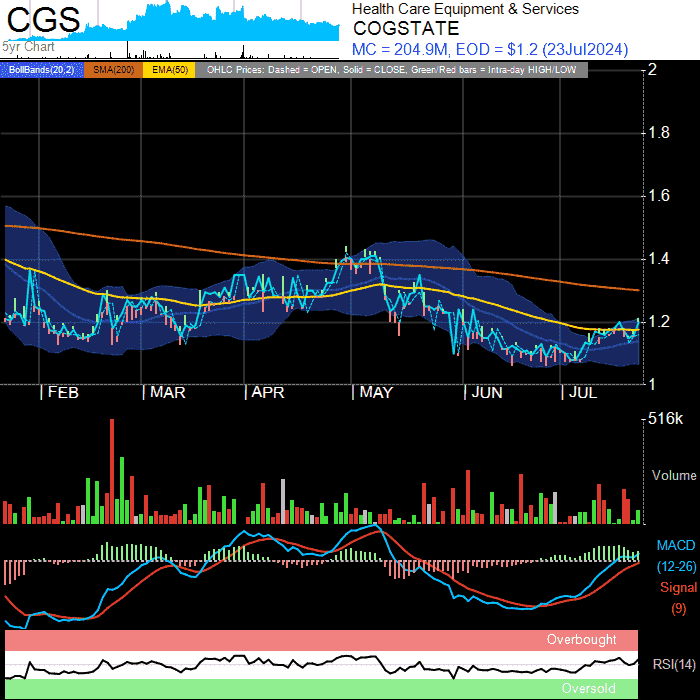 CGS
Health Care Equipment & Services
COGSTATE
5yr Chart
MC = 204.9M, EOD = $1.2 (23Jul2024)
BollBands(20,2) SMA(200) EMA(50) OHLC Prices: Dashed = OPEN, Solid = CLOSE, Green/Red bars = Intra-day HIGH/LOW
2
1.8
1.6
1.4
1.2
1
FEB MAR APR MAY JUN JUL
516k
Volume
MACD
(12-26)
Signal
(9)
Overbought
RSI(14)
Oversold